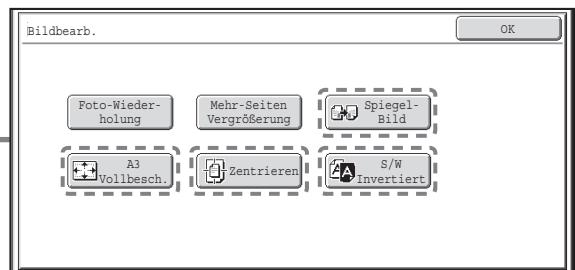 Bildbearb.
OK
Foto-Wieder-
holung
Mehr-Seiten
Vergrößerung
Spiegel-
Bild
A3
Vollbesch.
Zentrieren
S/W
Invertiert